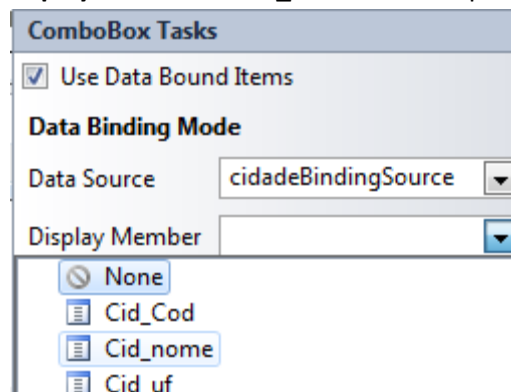 ComboBox Tasks
Use Data Bound Items
Data Binding Mode
Data Source cidadeBindingSource
Display Member
None
Cid_Cod
Cid_nome
Cid_uf